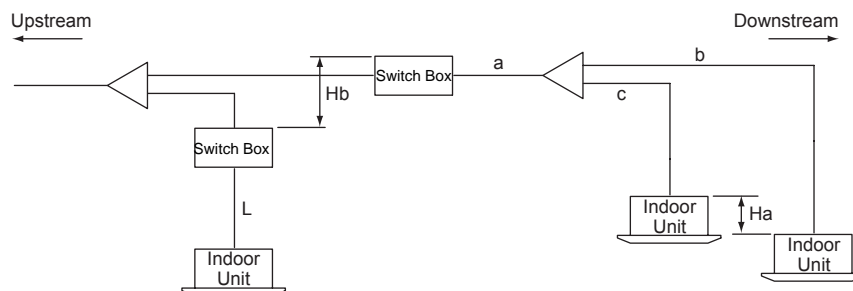 Upstream
Downstream
Switch Box
a
b
c
Hb
Switch Box
L
Indoor
Unit
Ha
Indoor
Unit
Indoor
Unit